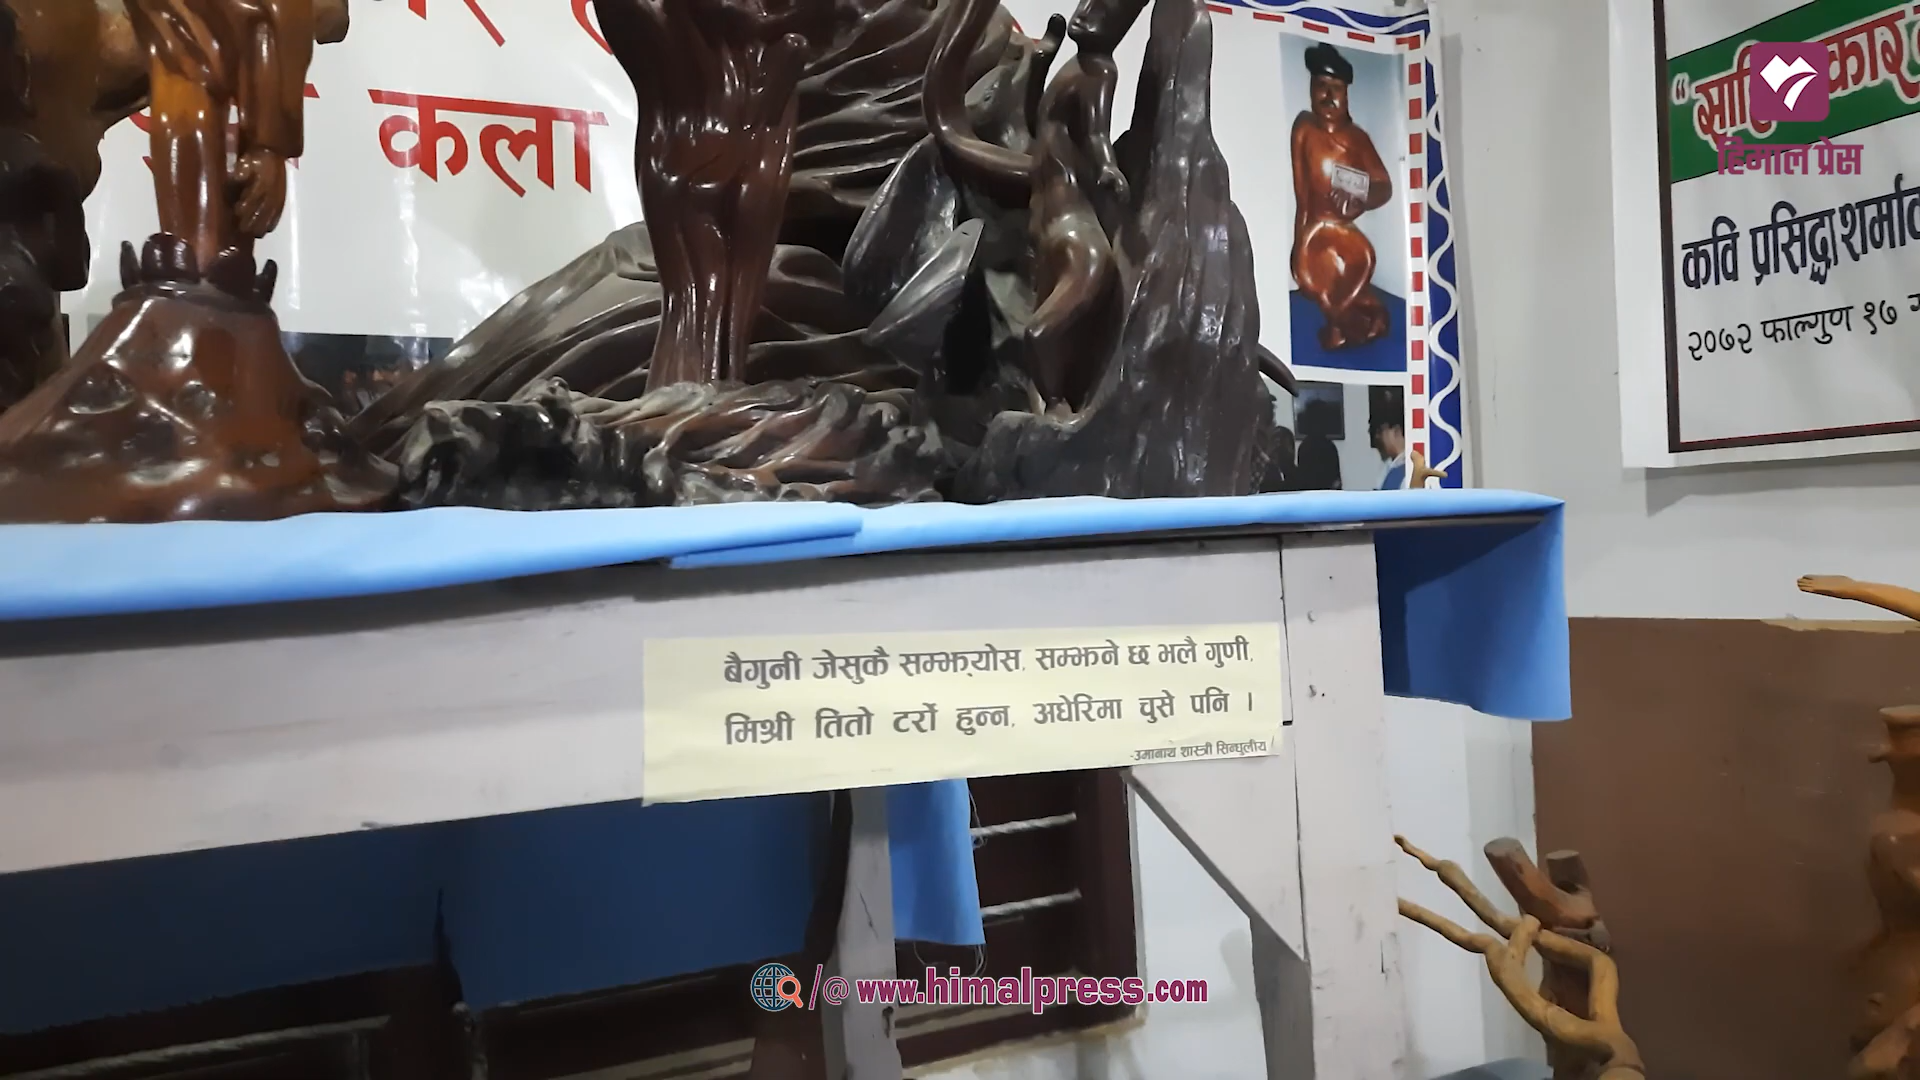 कला
हिमाल प्रेस
कवि प्रसिद्ध शर्मा
२०७२ फाल्गुण १७
बैगुनी जेसुकै सम्झ्योस, सम्झने छ भलै गुणी,
मिश्री तितो टर्रो हुन्न, अधेरिमा चुसे पनि ।
-उमानाथ शास्त्री सिन्धुलीय
/@ www.himalpress.com